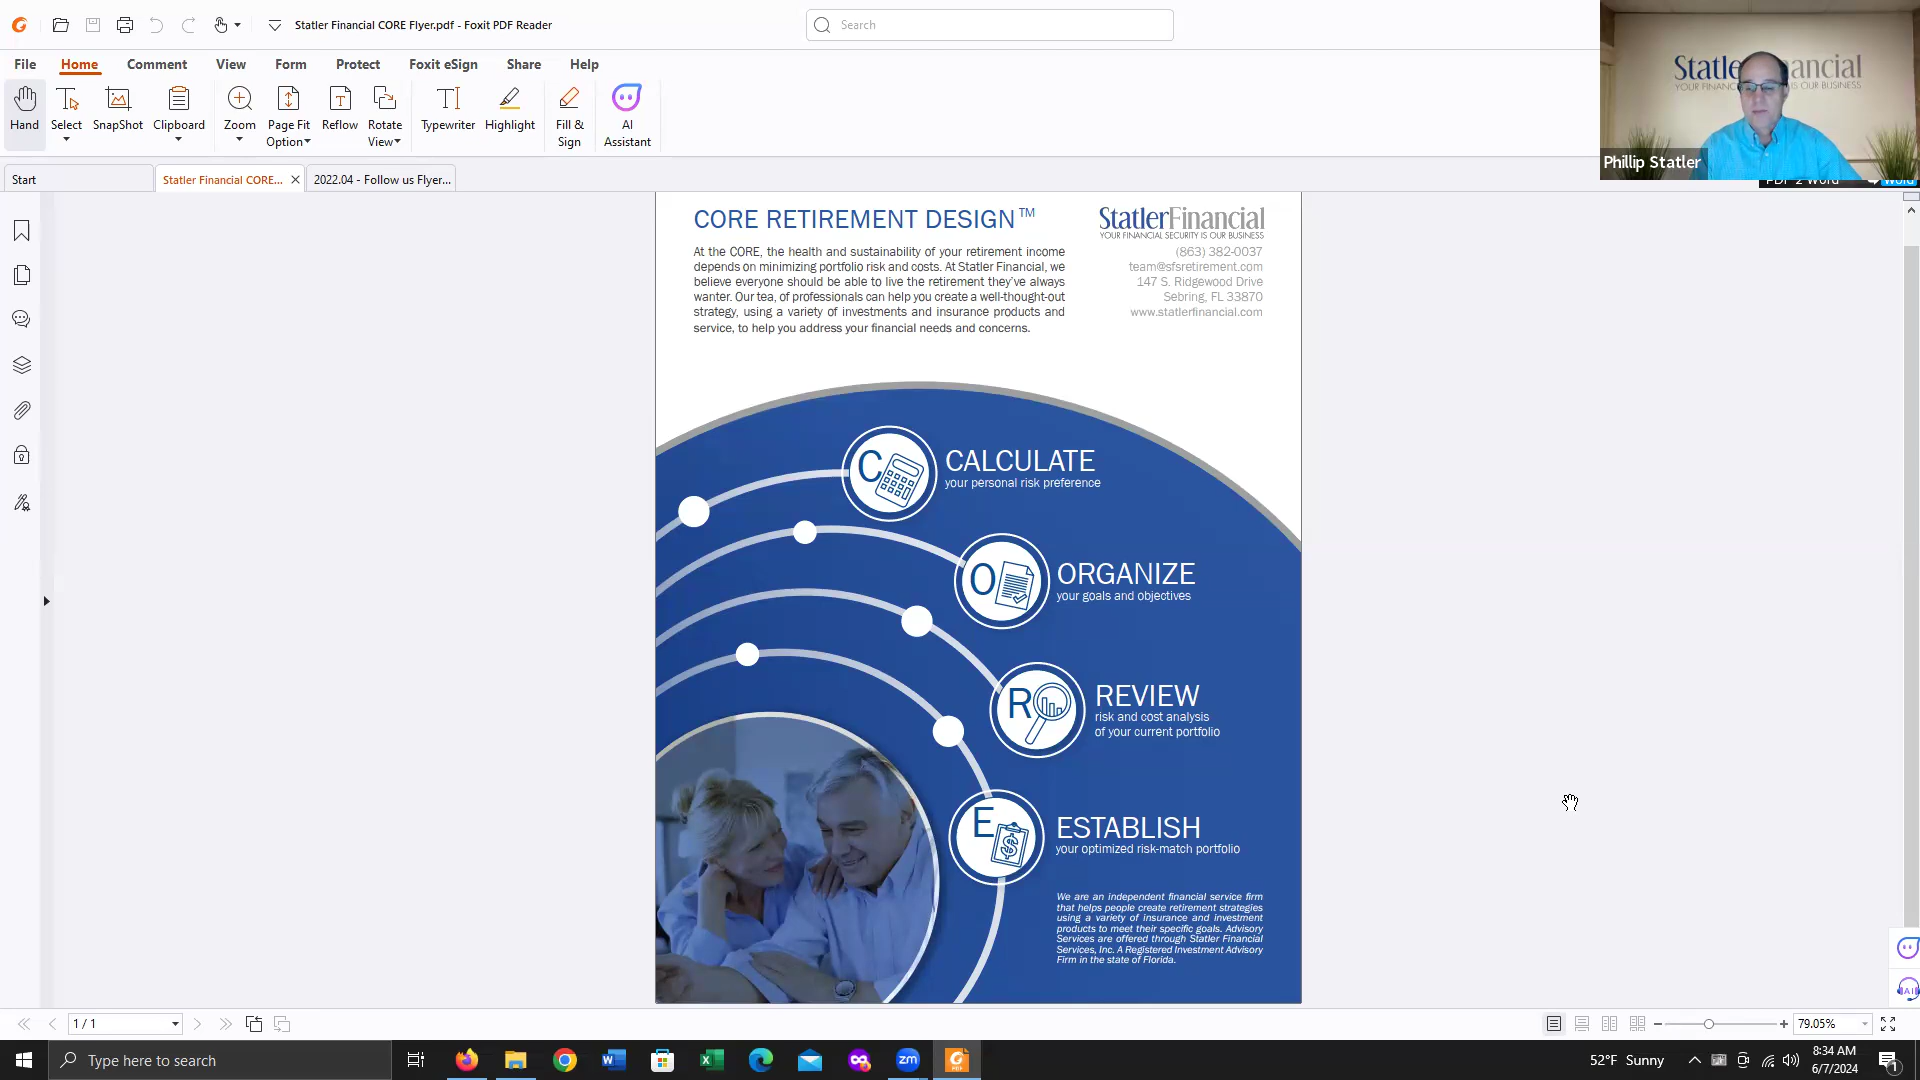 Statler Financial CORE Flyer.pdf - Foxit PDF Reader
Search
File Home Comment View Form Protect Foxit eSign Share Help
Hand Select SnapShot Clipboard Zoom Page Fit Option Reflow Rotate View Typewriter Highlight Fill & Sign AI Assistant
Start Statler Financial CORE... 2022.04 - Follow us Flyer...
Phillip Statler
YOUR FINANC
IS OUR BUSINESS
CORE RETIREMENT DESIGN™
At the CORE, the health and sustainability of your retirement income
depends on minimizing portfolio risk and costs. At Statler Financial, we
believe everyone should be able to live the retirement they've always
wanter. Our tea, of professionals can help you create a well-thought-out
strategy, using a variety of investments and insurance products and
service, to help you address your financial needs and concerns.
StatlerFinancial
YOUR FINANCIAL SECURITY IS OUR BUSINESS
(863) 382-0037
team@sfsretirement.com
147 S. Ridgewood Drive
Sebring, FL 33870
www.statlerfinancial.com
C
CALCULATE
your personal risk preference
O
ORGANIZE
your goals and objectives
R
REVIEW
risk and cost analysis
of your current portfolio
E
ESTABLISH
your optimized risk-match portfolio
We are an independent financial service firm
that helps people create retirement strategies
using a variety of insurance and investment
products to meet their specific goals. Advisory
Services are offered through Statler Financial
Services, Inc. A Registered Investment Advisory
Firm in the state of Florida.
1 / 1
79.05%
Type here to search
52°F Sunny
8:34 AM
6/7/2024